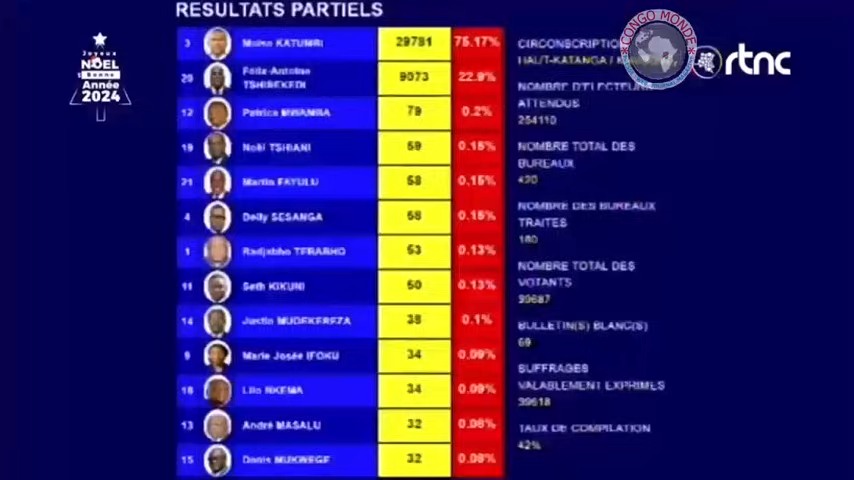 RESULTATS PARTIELS
Joyeux
NOËL
Bonne
Année
2024
CONGO MONDE
rtnc
3 Moïse KATUMBI 29781 75.17%
20 Félix-Antoine
TSHISEKEDI 9073 22.9%
12 Patrice MWAMBA 79 0.2%
19 Noël TSHIANI 59 0.15%
21 Martin FAYULU 58 0.15%
4 Delly SESANGA 58 0.15%
1 Radjabho TEBABHO 53 0.13%
11 Seth KIKUNI 50 0.13%
14 Justin MUDEKEREZA 38 0.1%
9 Marie Josée IFOKU 34 0.09%
18 NKEMA 34 0.09%
13 André MASALU 32 0.08%
15 Denis MUKWEGE 32 0.08%
CIRCONSCRIPTION
HAUT-KATANGA /
NOMBRE D'ELECTEURS
ATTENDUS
254110
NOMBRE TOTAL DES
BUREAUX
420
NOMBRE DES BUREAUX
TRAITES
180
NOMBRE TOTAL DES
VOTANTS
39687
BULLETIN(S) BLANC(S)
69
SUFFRAGES
VALABLEMENT EXPRIMES
39618
TAUX DE COMPILATION
42%